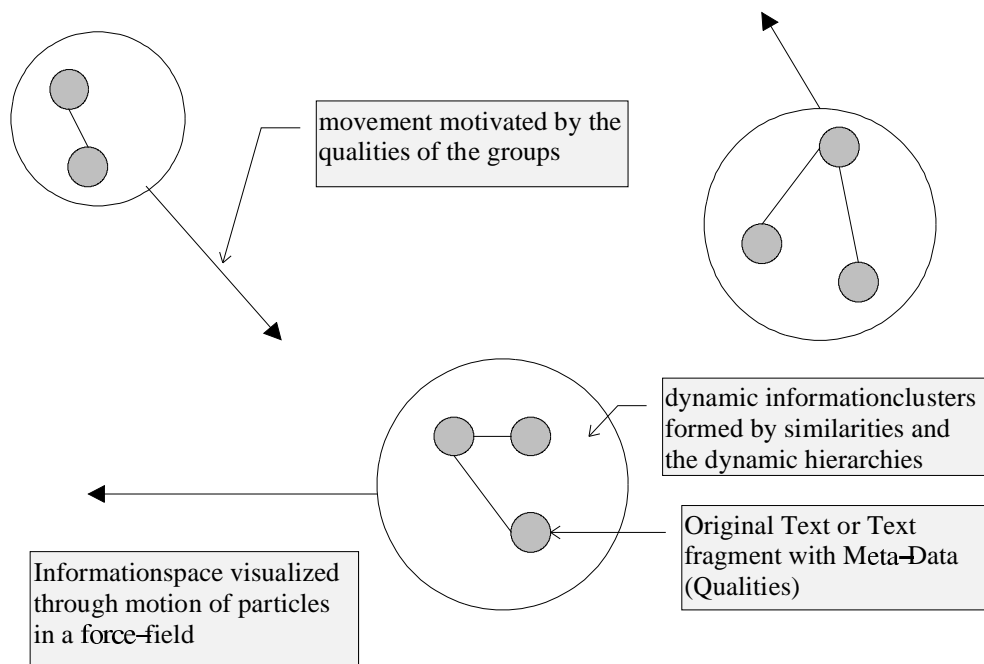 movement motivated by the
qualities of the groups
dynamic informationclusters
formed by similarities and
the dynamic hierarchies
Original Text or Text
fragment with Meta-Data
(Qualities)
Informationspace visualized
through motion of particles
in a force-field